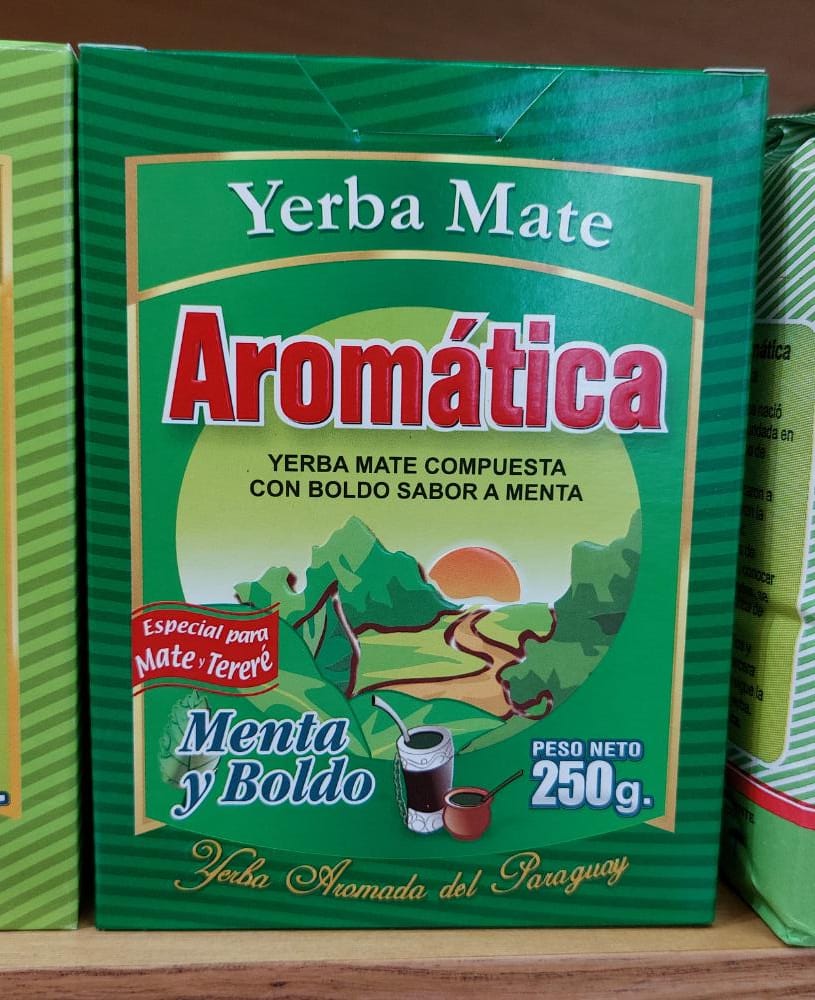 Yerba Mate
Aromática
YERBA MATE COMPUESTA
CON BOLDO SABOR A MENTA
Especial para
Mate y Tereré
Menta
y Boldo
PESO NETO
250g.
Yerba Aromada del Paraguay